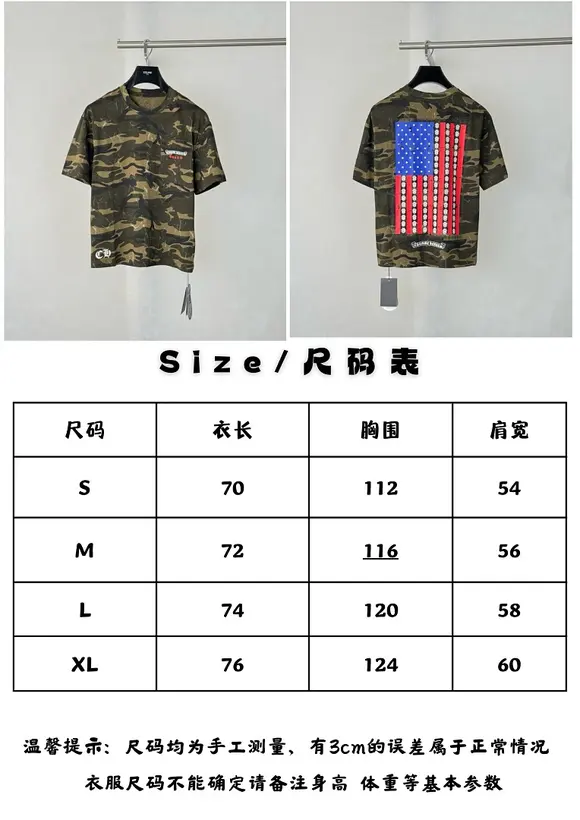 CH
Size/尺码表
尺码 衣长 胸围 肩宽
S 70 112 54
M 72 116 56
L 74 120 58
XL 76 124 60
温馨提示：尺码均为手工测量、有3cm的误差属于正常情况
衣服尺码不能确定请备注身高 体重等基本参数